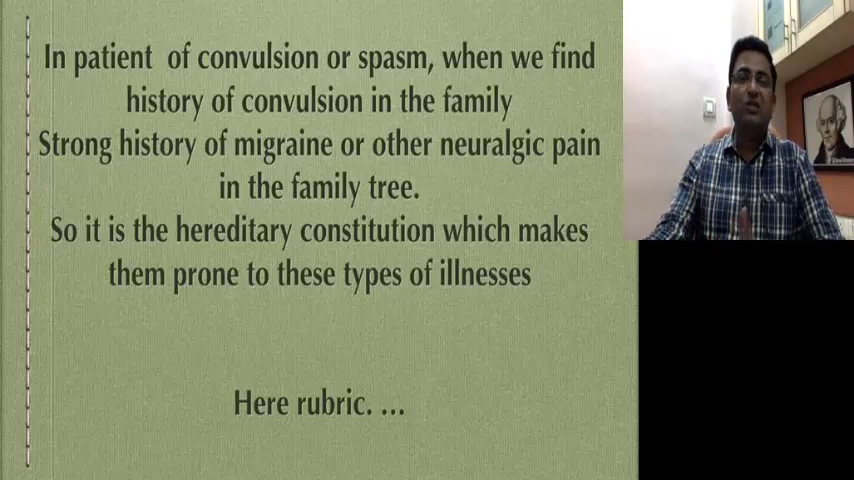 In patient of convulsion or spasm, when we find
history of convulsion in the family
Strong history of migraine or other neuralgic pain
in the family tree.
So it is the hereditary constitution which makes
them prone to these types of illnesses
Here rubric. ...